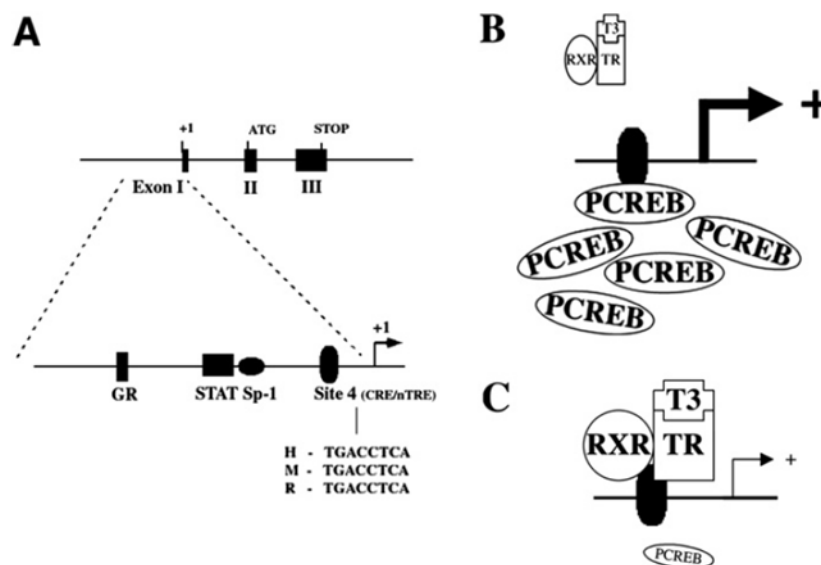 A
+1 ATG STOP
Exon I II III
+1
GR STAT Sp-1 Site 4 (CRE/nTRE)
H - TGACCTCA
M - TGACCTCA
R - TGACCTCA
B
T3
RXR TR
+
PCREB
PCREB
PCREB
PCREB
PCREB
C
T3
RXR TR
+
PCREB